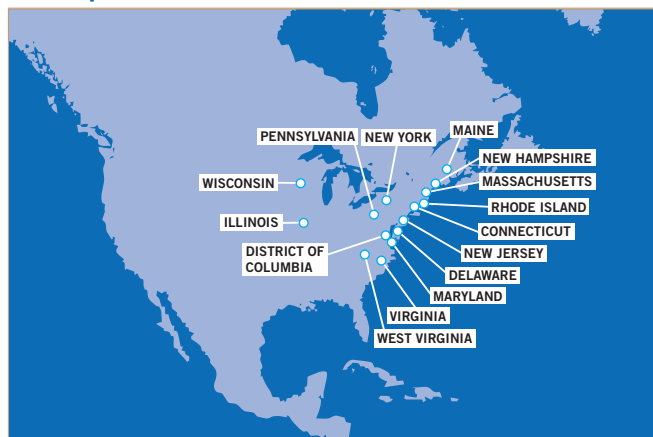 PENNSYLVANIA
NEW YORK
MAINE
NEW HAMPSHIRE
WISCONSIN
MASSACHUSETTS
RHODE ISLAND
ILLINOIS
CONNECTICUT
DISTRICT OF
COLUMBIA
NEW JERSEY
DELAWARE
MARYLAND
VIRGINIA
WEST VIRGINIA